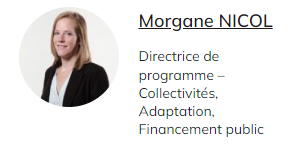 Morgane NICOL
Directrice de
programme –
Collectivités,
Adaptation,
Financement public